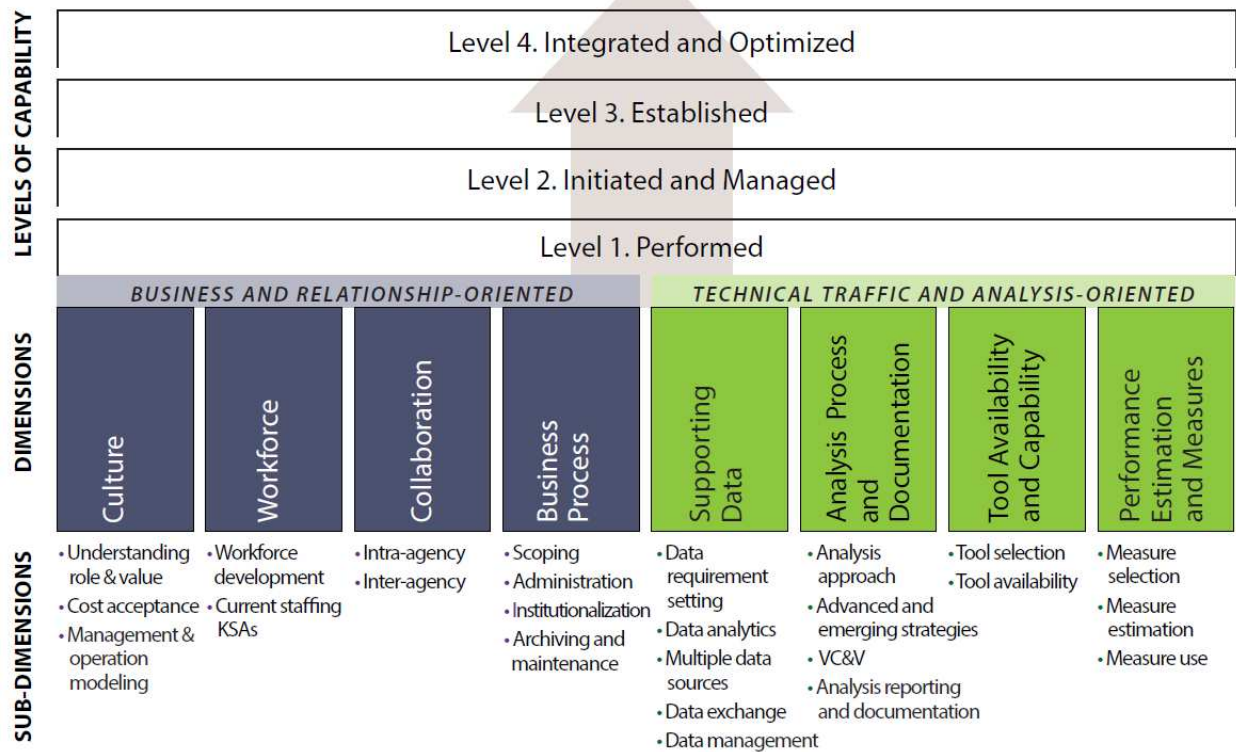 LEVELS OF CAPABILITY
Level 4. Integrated and Optimized
Level 3. Established
Level 2. Initiated and Managed
Level 1. Performed
BUSINESS AND RELATIONSHIP-ORIENTED
TECHNICAL TRAFFIC AND ANALYSIS-ORIENTED
DIMENSIONS
Culture
Workforce
Collaboration
Business
Process
Supporting
Data
Analysis Process
and
Documentation
Tool Availability
and Capability
Performance
Estimation
and Measures
SUB-DIMENSIONS
• Understanding
role & value
• Cost acceptance
• Management &
operation
modeling
• Workforce
development
• Current staffing
KSAs
• Intra-agency
• Inter-agency
• Scoping
• Administration
• Institutionalization
• Archiving and
maintenance
• Data
requirement
setting
• Data analytics
• Multiple data
sources
• Data exchange
• Data management
• Analysis
approach
• Advanced and
emerging strategies
• VC&V
• Analysis reporting
and documentation
• Tool selection
• Tool availability
• Measure
selection
• Measure
estimation
• Measure use